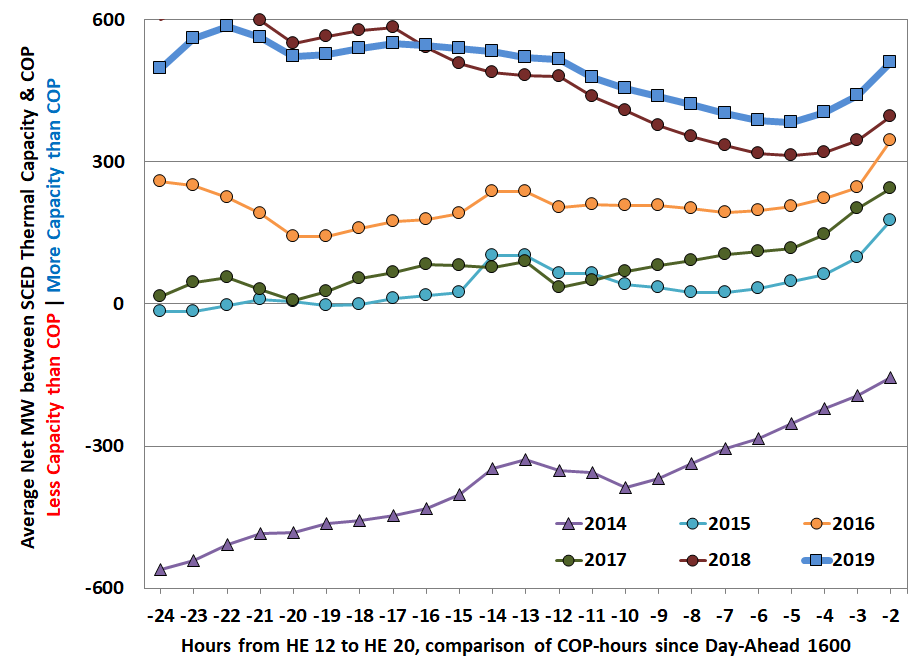 Average Net MW between SCED Thermal Capacity & COP
Less Capacity than COP | More Capacity than COP
600
300
0
-300
-600
2014 2015 2016
2017 2018 2019
-24 -23 -22 -21 -20 -19 -18 -17 -16 -15 -14 -13 -12 -11 -10 -9 -8 -7 -6 -5 -4 -3 -2
Hours from HE 12 to HE 20, comparison of COP-hours since Day-Ahead 1600